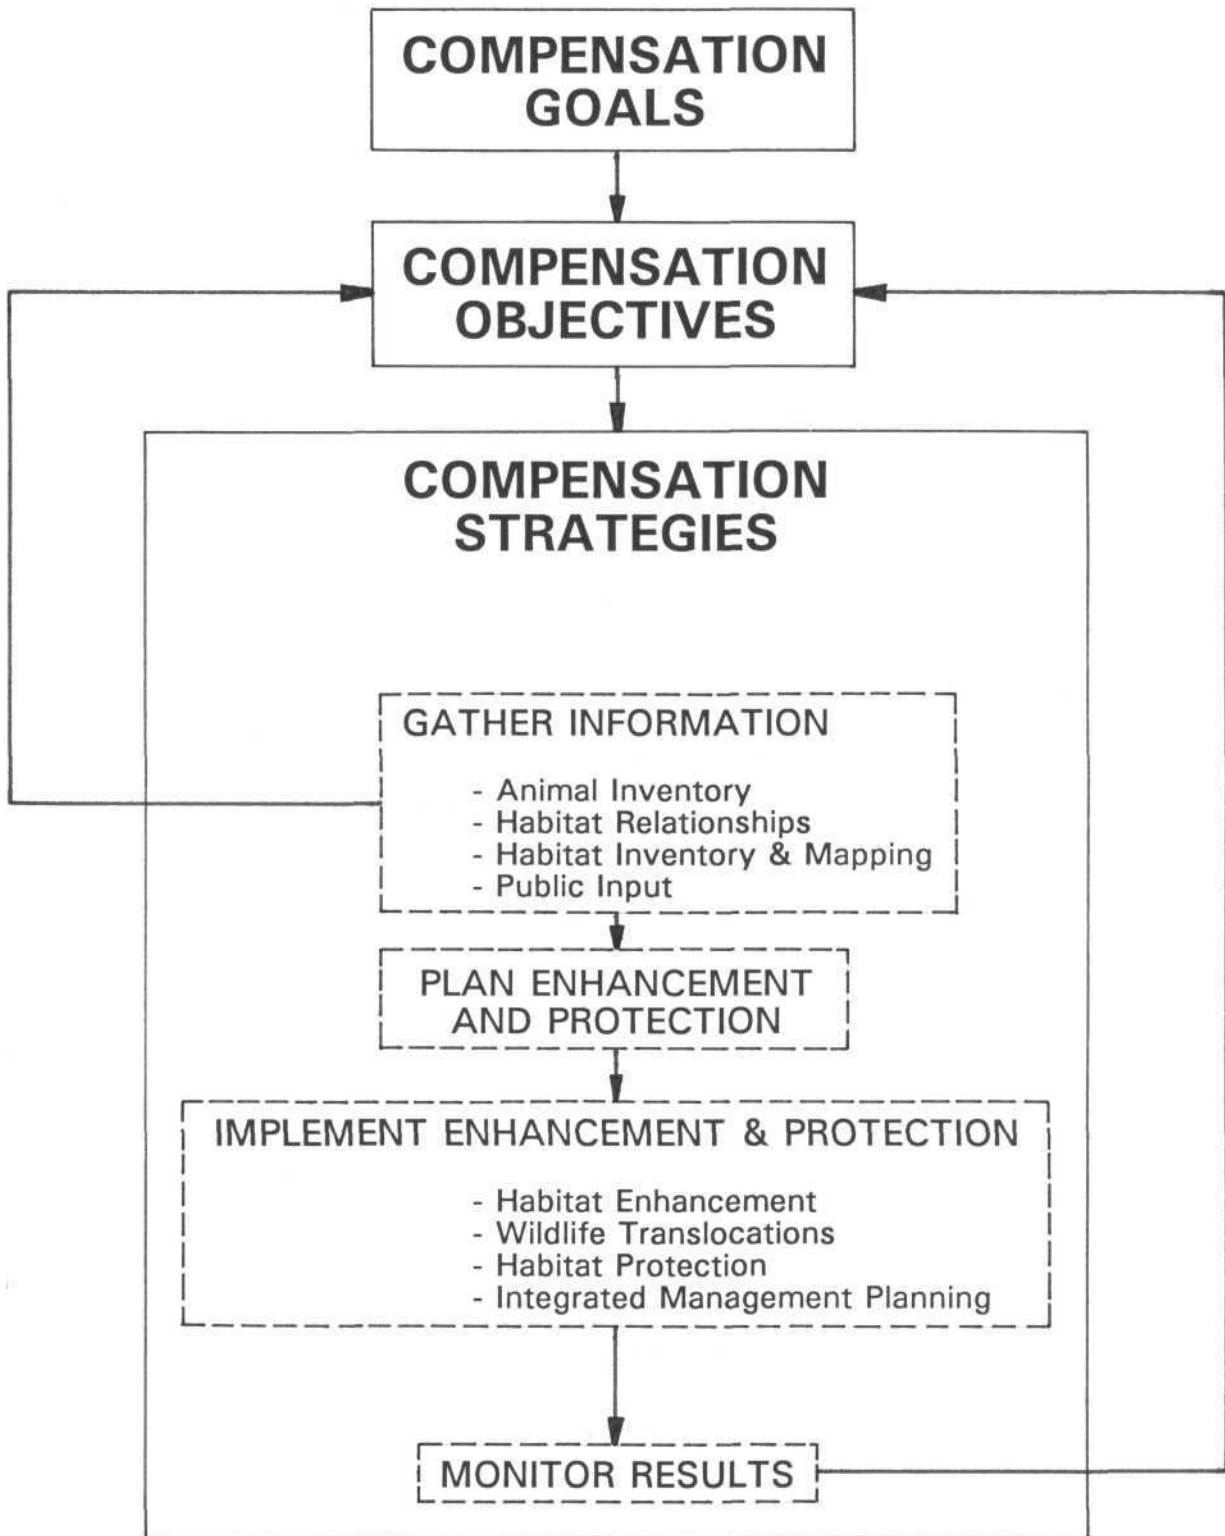 COMPENSATION
GOALS
COMPENSATION
OBJECTIVES
COMPENSATION
STRATEGIES
GATHER INFORMATION
- Animal Inventory
- Habitat Relationships
- Habitat Inventory & Mapping
- Public Input
PLAN ENHANCEMENT
AND PROTECTION
IMPLEMENT ENHANCEMENT & PROTECTION
- Habitat Enhancement
- Wildlife Translocations
- Habitat Protection
- Integrated Management Planning
MONITOR RESULTS